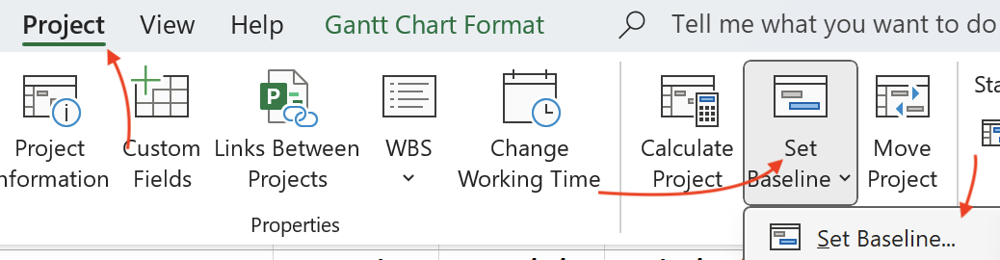 Project View Help Gantt Chart Format Tell me what you want to do
Project Information
Custom Fields
Links Between Projects
WBS
Change Working Time
Calculate Project
Set Baseline
Move Project
Sta
Properties
Set Baseline...